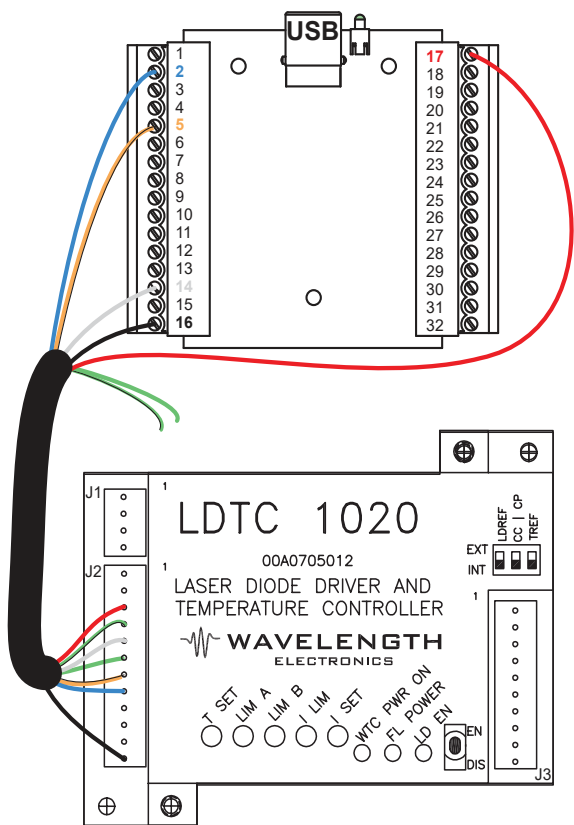 USB
1
2
3
4
5
6
7
8
9
10
11
12
13
14
15
16
17
18
19
20
21
22
23
24
25
26
27
28
29
30
31
32
J1
1
LDTC 1020
00A0705012
LASER DIODE DRIVER AND
TEMPERATURE CONTROLLER
WAVELENGTH
ELECTRONICS
J2
1
LDREF
CC | CP
TREF
EXT
INT
1
T SET
LIM A
LIM B
I LIM
I SET
WTC PWR ON
FL POWER
LD EN
EN
DIS
J3